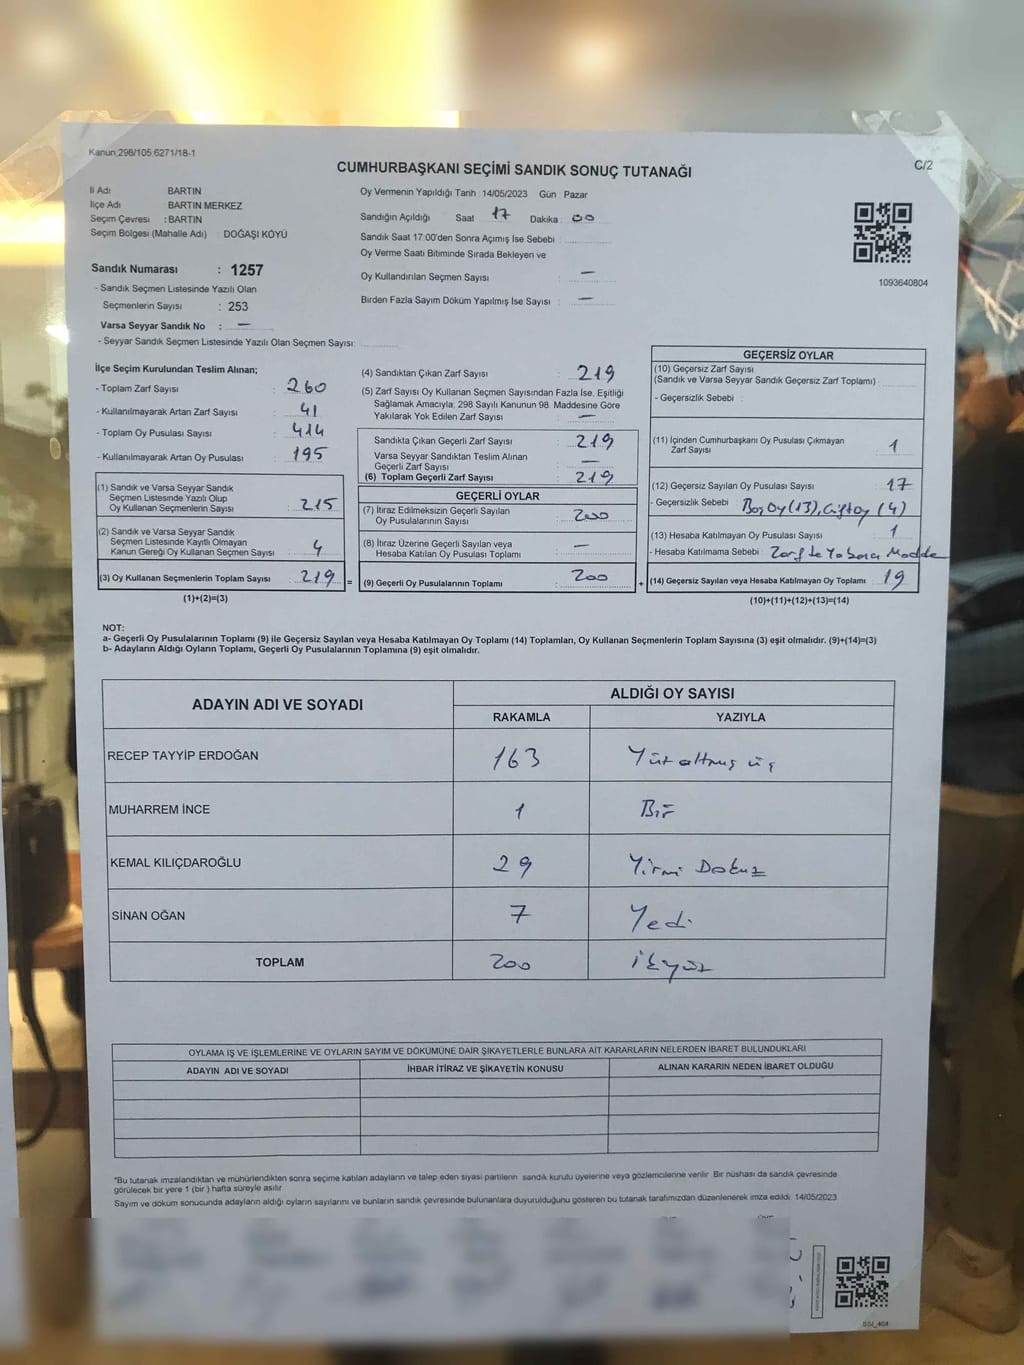 Kanun 298/105,6271/18-1
C/2
CUMHURBAŞKANI SEÇİMİ SANDIK SONUÇ TUTANAĞI
İl Adı BARTIN
İlçe Adı : BARTIN MERKEZ
Seçim Çevresi : BARTIN
Seçim Bölgesi (Mahalle Adı) : DOĞAŞI KÖYÜ
Sandık Numarası : 1257
- Sandık Seçmen Listesinde Yazılı Olan
Seçmenlerin Sayısı : 253
Varsa Seyyar Sandık No : —
- Seyyar Sandık Seçmen Listesinde Yazılı Olan Seçmen Sayısı:
Oy Vermenin Yapıldığı Tarih : 14/05/2023 Gün Pazar
Sandığın Açıldığı Saat 17 Dakika : 00
Sandık Saat 17:00'den Sonra Açımış İse Sebebi :
Oy Verme Saati Bitiminde Sırada Bekleyen ve
Oy Kullandırılan Seçmen Sayısı : —
Birden Fazla Sayım Döküm Yapılmış İse Sayısı : —
1093640804
İlçe Seçim Kurulundan Teslim Alınan;
- Toplam Zarf Sayısı : 260
- Kullanılmayarak Artan Zarf Sayısı : 41
- Toplam Oy Pusulası Sayısı : 414
- Kullanılmayarak Artan Oy Pusulası : 195
(1) Sandık ve Varsa Seyyar Sandık
Seçmen Listesinde Yazılı Olup
Oy Kullanan Seçmenlerin Sayısı : 215
(2) Sandık ve Varsa Seyyar Sandık
Seçmen Listesinde Kayıtlı Olmayan
Kanun Gereği Oy Kullanan Seçmen Sayısı : 4
(3) Oy Kullanan Seçmenlerin Toplam Sayısı : 219 =
(1)+(2)=(3)
(4) Sandıktan Çıkan Zarf Sayısı : 219
(5) Zarf Sayısı Oy Kullanan Seçmen Sayısından Fazla İse, Eşitliği
Sağlamak Amacıyla, 298 Sayılı Kanunun 98. Maddesine Göre
Yakılarak Yok Edilen Zarf Sayısı : —
Sandıkta Çıkan Geçerli Zarf Sayısı : 219
Varsa Seyyar Sandıktan Teslim Alınan
Geçerli Zarf Sayısı : —
(6) Toplam Geçerli Zarf Sayısı : 219
GEÇERLİ OYLAR
(7) İtiraz Edilmeksizin Geçerli Sayılan
Oy Pusulalarının Sayısı : 200
(8) İtiraz Üzerine Geçerli Sayılan veya
Hesaba Katılan Oy Pusulası Toplamı : —
(9) Geçerli Oy Pusulalarının Toplamı : 200 +
GEÇERSİZ OYLAR
(10) Geçersiz Zarf Sayısı
(Sandık ve Varsa Seyyar Sandık Geçersiz Zarf Toplamı) :
- Geçersizlik Sebebi :
(11) İçinden Cumhurbaşkanı Oy Pusulası Çıkmayan
Zarf Sayısı : 1
(12) Geçersiz Sayılan Oy Pusulası Sayısı : 17
- Geçersizlik Sebebi : Boş Oy (13), Çift oy (4)
(13) Hesaba Katılmayan Oy Pusulası Sayısı : 1
- Hesaba Katılmama Sebebi : Zarfta Yabancı Madde
(14) Geçersiz Sayılan veya Hesaba Katılmayan Oy Toplamı : 19
(10)+(11)+(12)+(13)=(14)
NOT:
a- Geçerli Oy Pusulalarının Toplamı (9) ile Geçersiz Sayılan veya Hesaba Katılmayan Oy Toplamı (14) Toplamları, Oy Kullanan Seçmenlerin Toplam Sayısına (3) eşit olmalıdır. (9)+(14)=(3)
b- Adayların Aldığı Oyların Toplamı, Geçerli Oy Pusulalarının Toplamına (9) eşit olmalıdır.
ADAYIN ADI VE SOYADI ALDIĞI OY SAYISI
RAKAMLA YAZIYLA
RECEP TAYYİP ERDOĞAN 163 Yüzaltmış üç
MUHARREM İNCE 1 Bir
KEMAL KILIÇDAROĞLU 29 Yirmi Dokuz
SİNAN OĞAN 7 Yedi
TOPLAM 200 ikiyüz
OYLAMA İŞ VE İŞLEMLERİNE VE OYLARIN SAYIM VE DÖKÜMÜNE DAİR ŞİKAYETLERLE BUNLARA AİT KARARLARIN NELERDEN İBARET BULUNDUKLARI
ADAYIN ADI VE SOYADI İHBAR İTİRAZ VE ŞİKAYETİN KONUSU ALINAN KARARIN NEDEN İBARET OLDUĞU
*Bu tutanak imzalandıktan ve mühürlendikten sonra seçime katılan adayların ve talep eden siyasi partilerin sandık kurulu üyelerine veya gözlemcilerine verilir. Bir nüshası da sandık çevresinde
görülecek bir yere 1 (bir) hafta süreyle asılır.
Sayım ve döküm sonucunda adayların aldığı oyların sayılarını ve bunların sandık çevresinde bulunanlara duyurulduğunu gösteren bu tutanak tarafımızdan düzenlenerek imza edildi. 14/05/2023